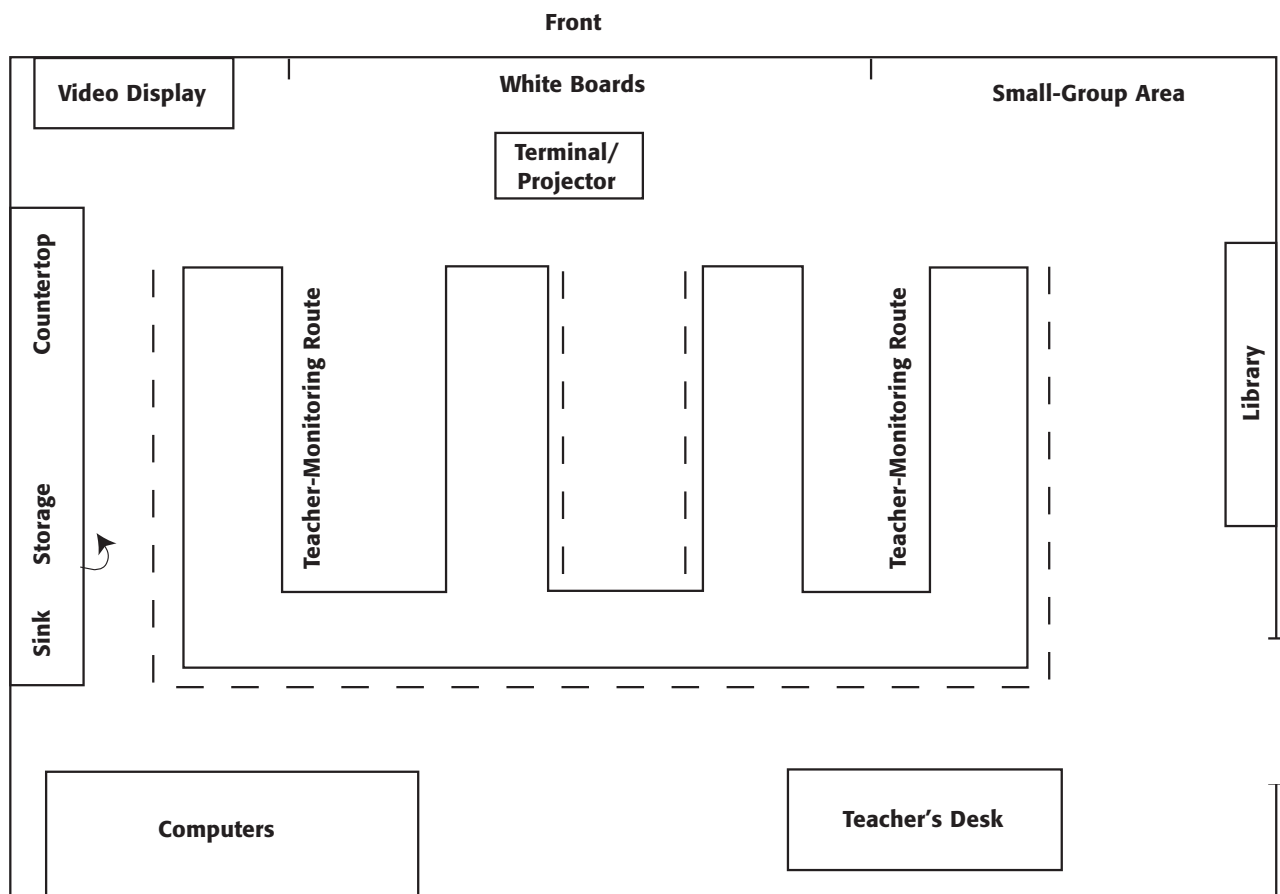 Front
Video Display
White Boards
Small-Group Area
Terminal/
Projector
Countertop
Storage
Sink
Teacher-Monitoring Route
Teacher-Monitoring Route
Library
Computers
Teacher's Desk